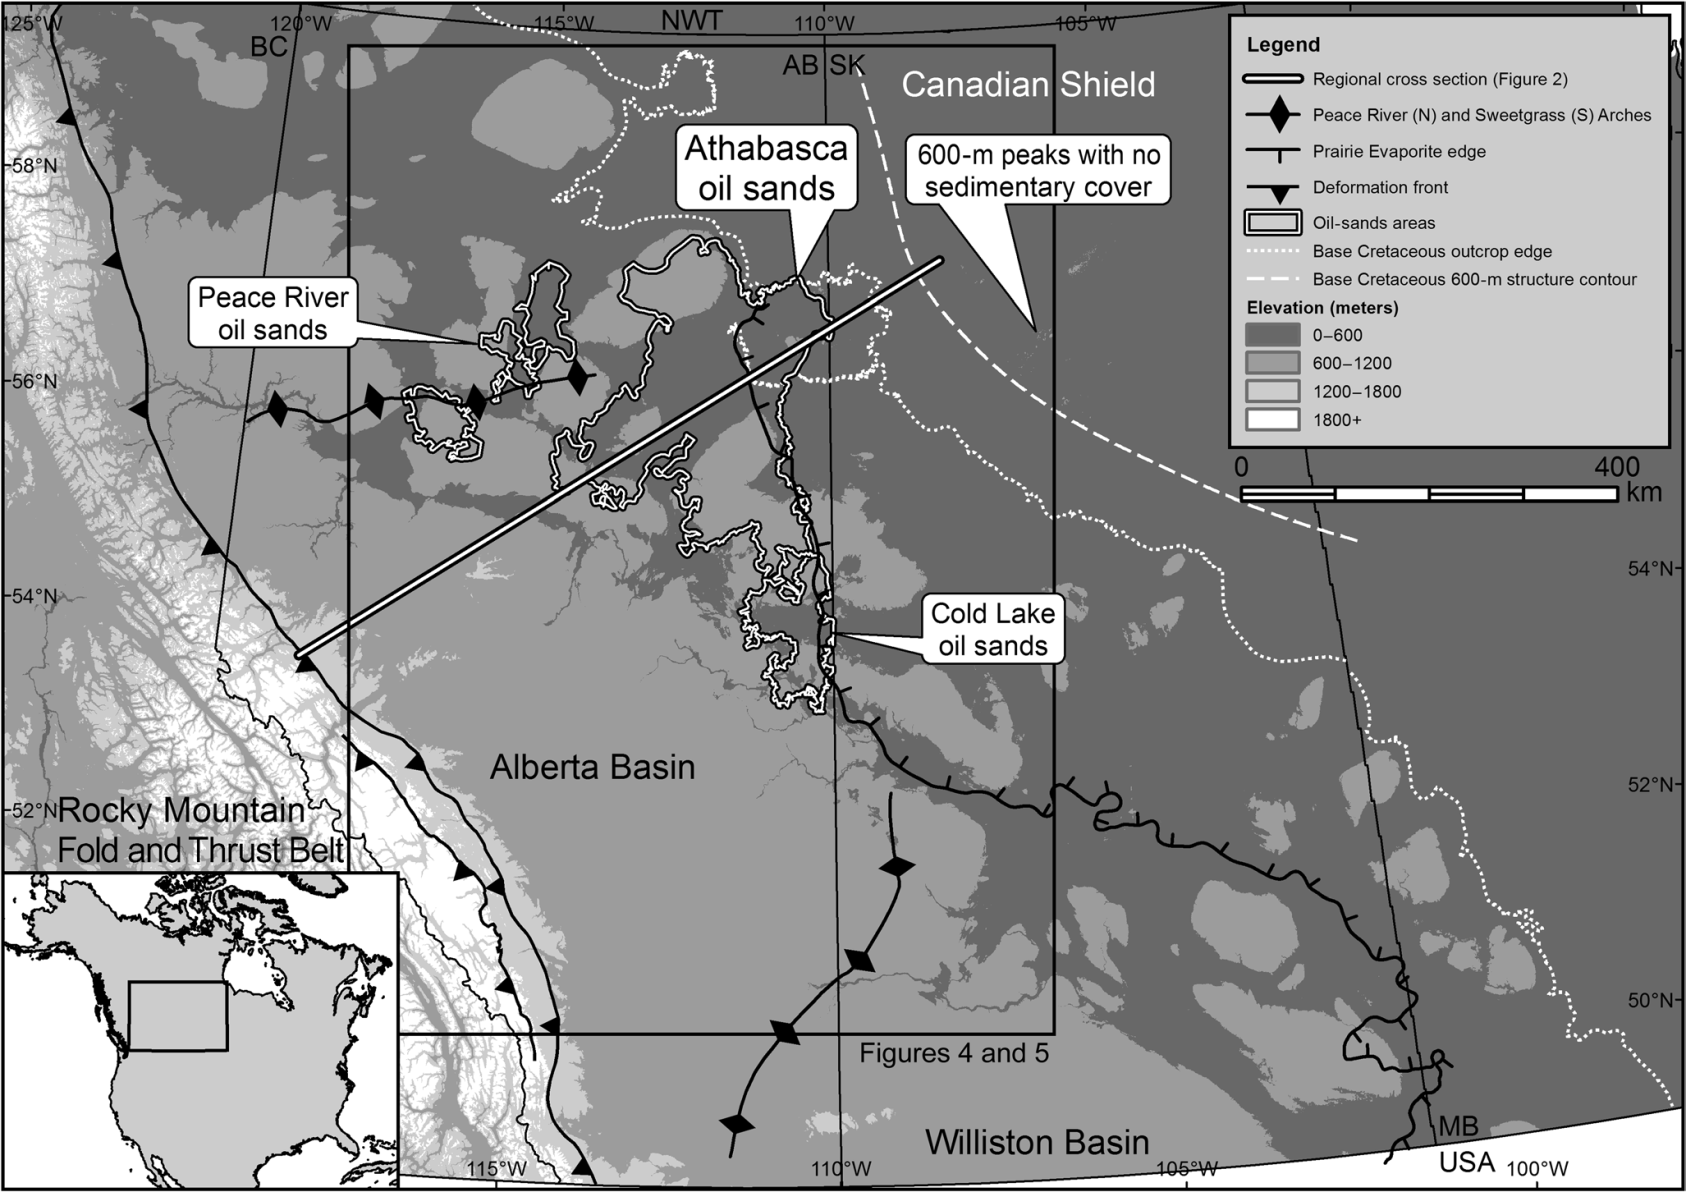 125°W
120°W
115°W
NWT
110°W
105°W
BC
AB
SK
Canadian Shield
58°N
Athabasca
oil sands
600-m peaks with no
sedimentary cover
Peace River
oil sands
56°N
54°N
Cold Lake
oil sands
Alberta Basin
52°N
Rocky Mountain
Fold and Thrust Belt
Figures 4 and 5
Williston Basin
115°W
110°W
105°W
100°W
MB
USA
54°N
52°N
50°N
Legend
Regional cross section (Figure 2)
Peace River (N) and Sweetgrass (S) Arches
Prairie Evaporite edge
Deformation front
Oil-sands areas
Base Cretaceous outcrop edge
Base Cretaceous 600-m structure contour
Elevation (meters)
0–600
600–1200
1200–1800
1800+
0
400
km